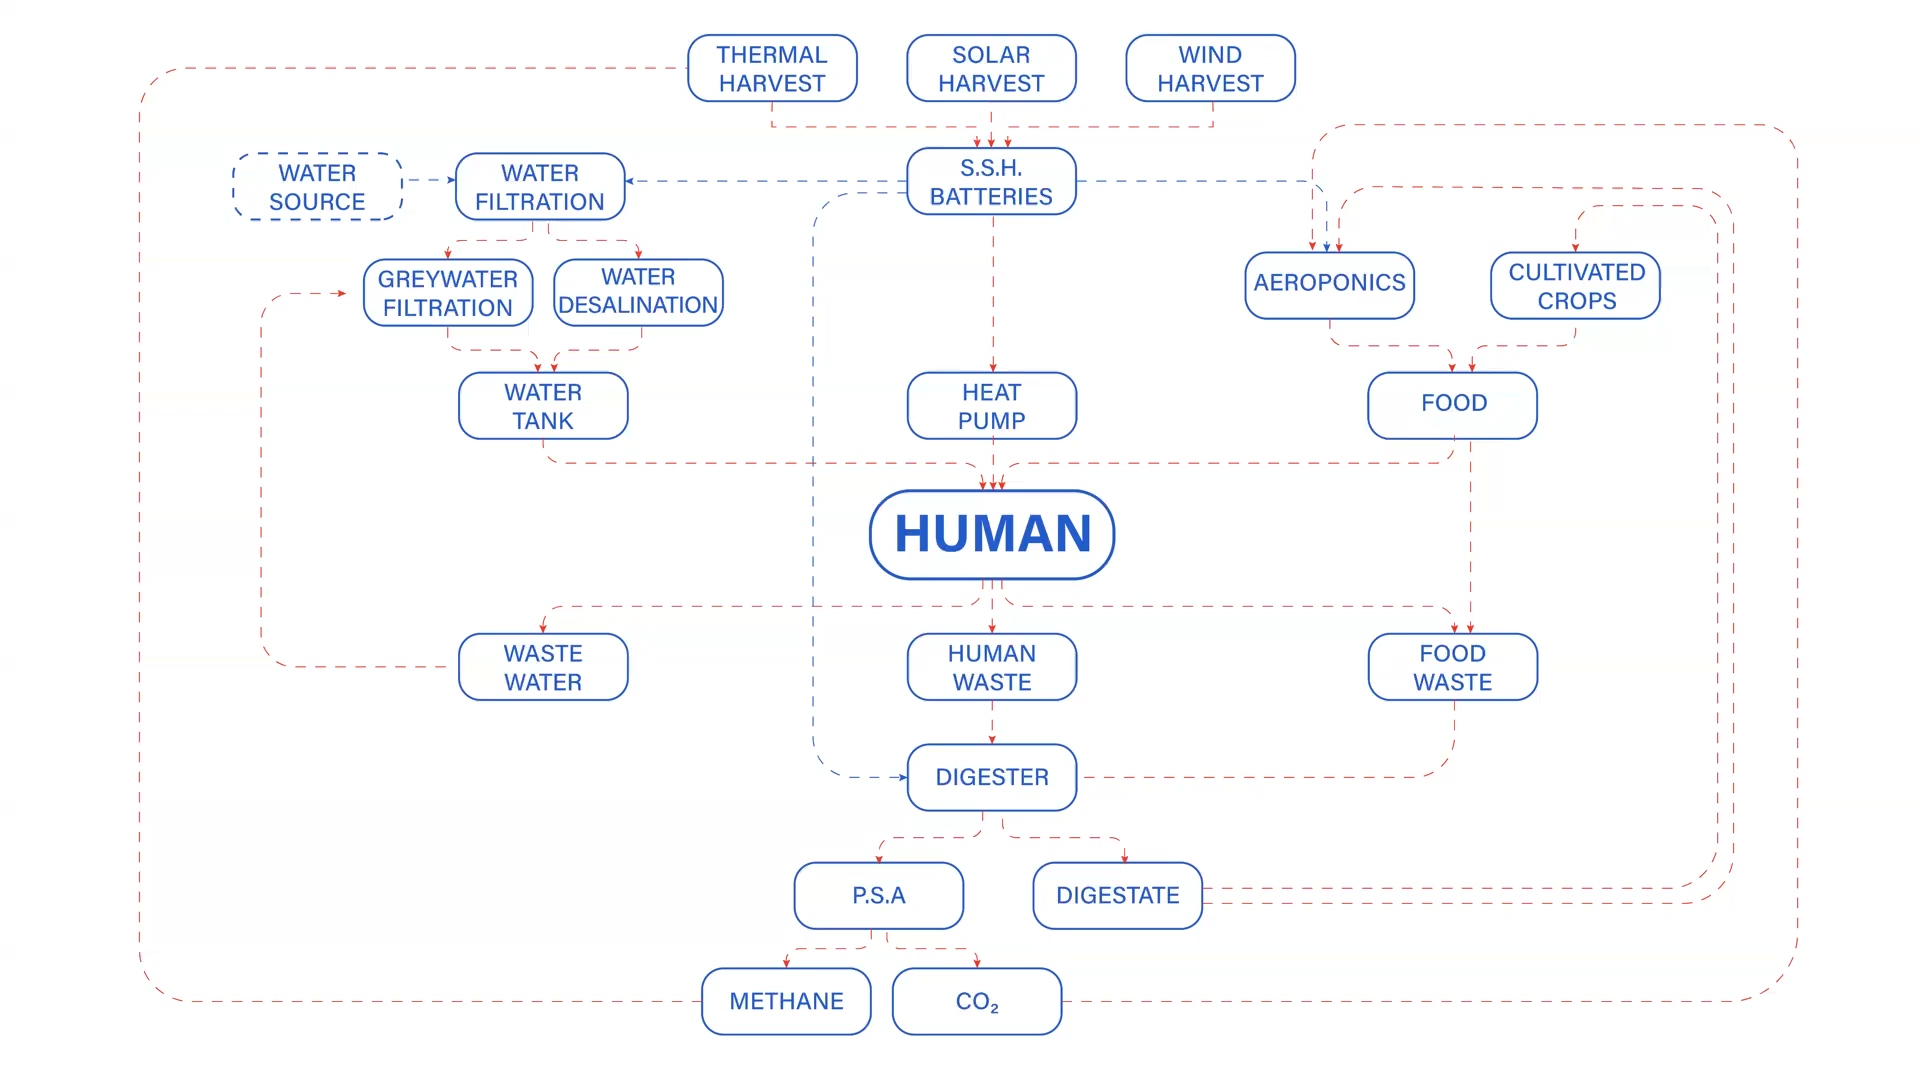 THERMAL
HARVEST
SOLAR
HARVEST
WIND
HARVEST
WATER
SOURCE
WATER
FILTRATION
S.S.H.
BATTERIES
GREYWATER
FILTRATION
WATER
DESALINATION
AEROPONICS
CULTIVATED
CROPS
WATER
TANK
HEAT
PUMP
FOOD
HUMAN
WASTE
WATER
HUMAN
WASTE
FOOD
WASTE
DIGESTER
P.S.A
DIGESTATE
METHANE
CO₂